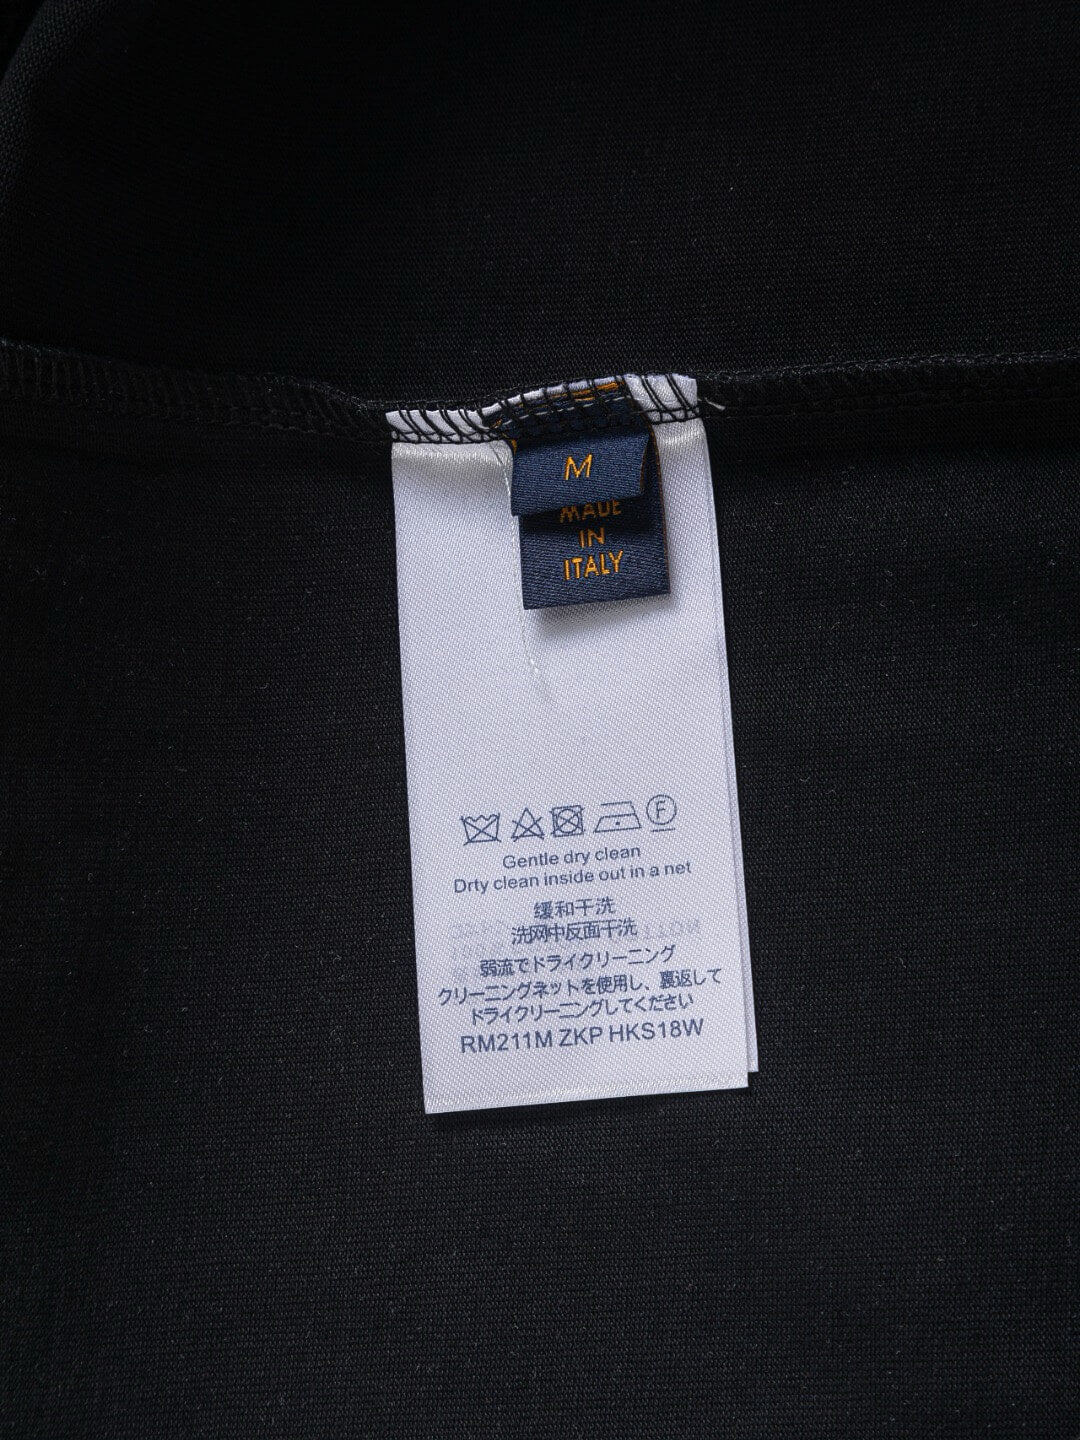 M
MADE
IN
ITALY
F
Gentle dry clean
Drty clean inside out in a net
缓和干洗
洗网中反面干洗
弱流でドライクリーニング
クリーニングネットを使用し、裏返して
ドライクリーニングしてください
RM211M ZKP HKS18W